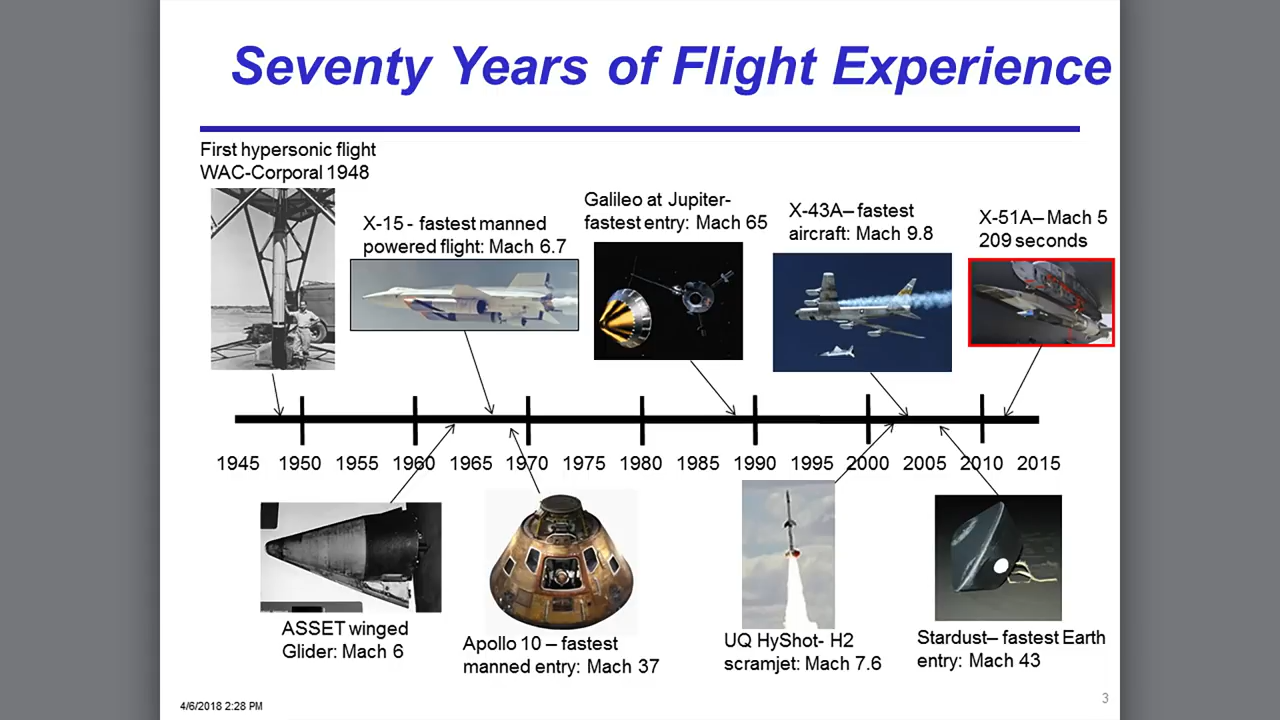 Seventy Years of Flight Experience
First hypersonic flight
WAC-Corporal 1948
X-15 - fastest manned
powered flight: Mach 6.7
Galileo at Jupiter-
fastest entry: Mach 65
X-43A– fastest
aircraft: Mach 9.8
X-51A– Mach 5
209 seconds
1945 1950 1955 1960 1965 1970 1975 1980 1985 1990 1995 2000 2005 2010 2015
ASSET winged
Glider: Mach 6
Apollo 10 – fastest
manned entry: Mach 37
UQ HyShot- H2
scramjet: Mach 7.6
Stardust– fastest Earth
entry: Mach 43
4/6/2018 2:28 PM
3